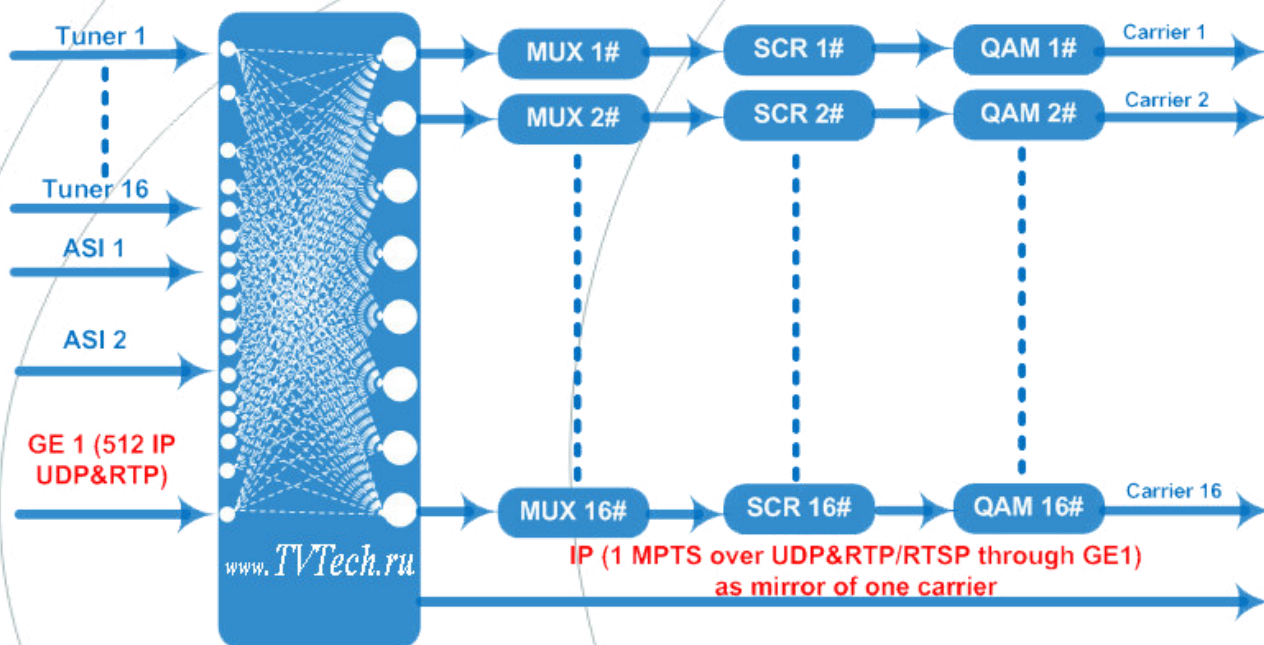 Tuner 1
Tuner 16
ASI 1
ASI 2
GE 1 (512 IP
UDP&RTP)
www.TVTech.ru
MUX 1#
SCR 1#
QAM 1#
Carrier 1
MUX 2#
SCR 2#
QAM 2#
Carrier 2
MUX 16#
SCR 16#
QAM 16#
Carrier 16
IP (1 MPTS over UDP&RTP/RTSP through GE1)
as mirror of one carrier